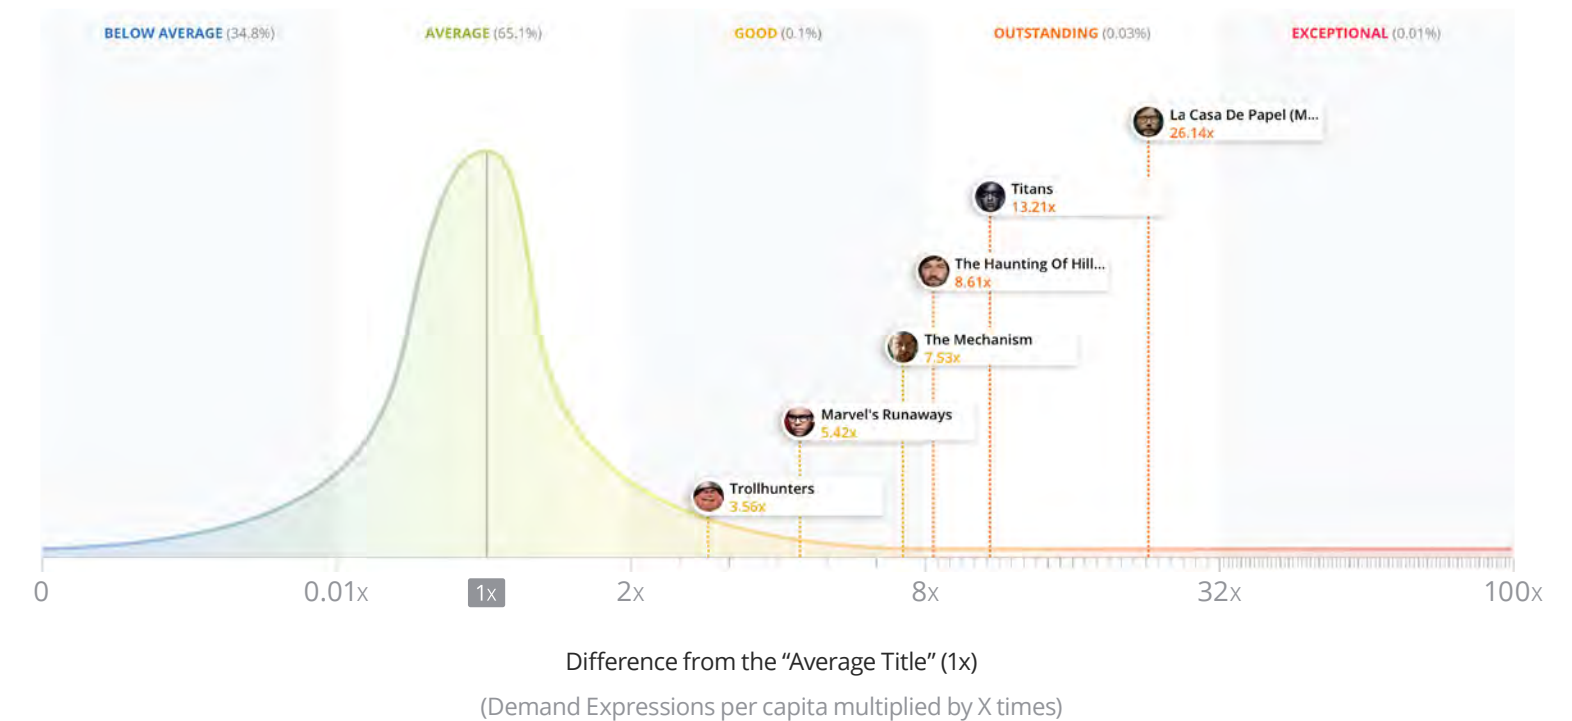 BELOW AVERAGE (34.8%)
AVERAGE (65.1%)
GOOD (0.1%)
OUTSTANDING (0.03%)
EXCEPTIONAL (0.01%)
La Casa De Papel (M...
26.14x
Titans
13.21x
The Haunting Of Hill...
8.61x
The Mechanism
7.53x
Marvel's Runaways
5.42x
Trollhunters
3.56x
0
0.01x
1x
2x
8x
32x
100x
Difference from the “Average Title” (1x)
(Demand Expressions per capita multiplied by X times)